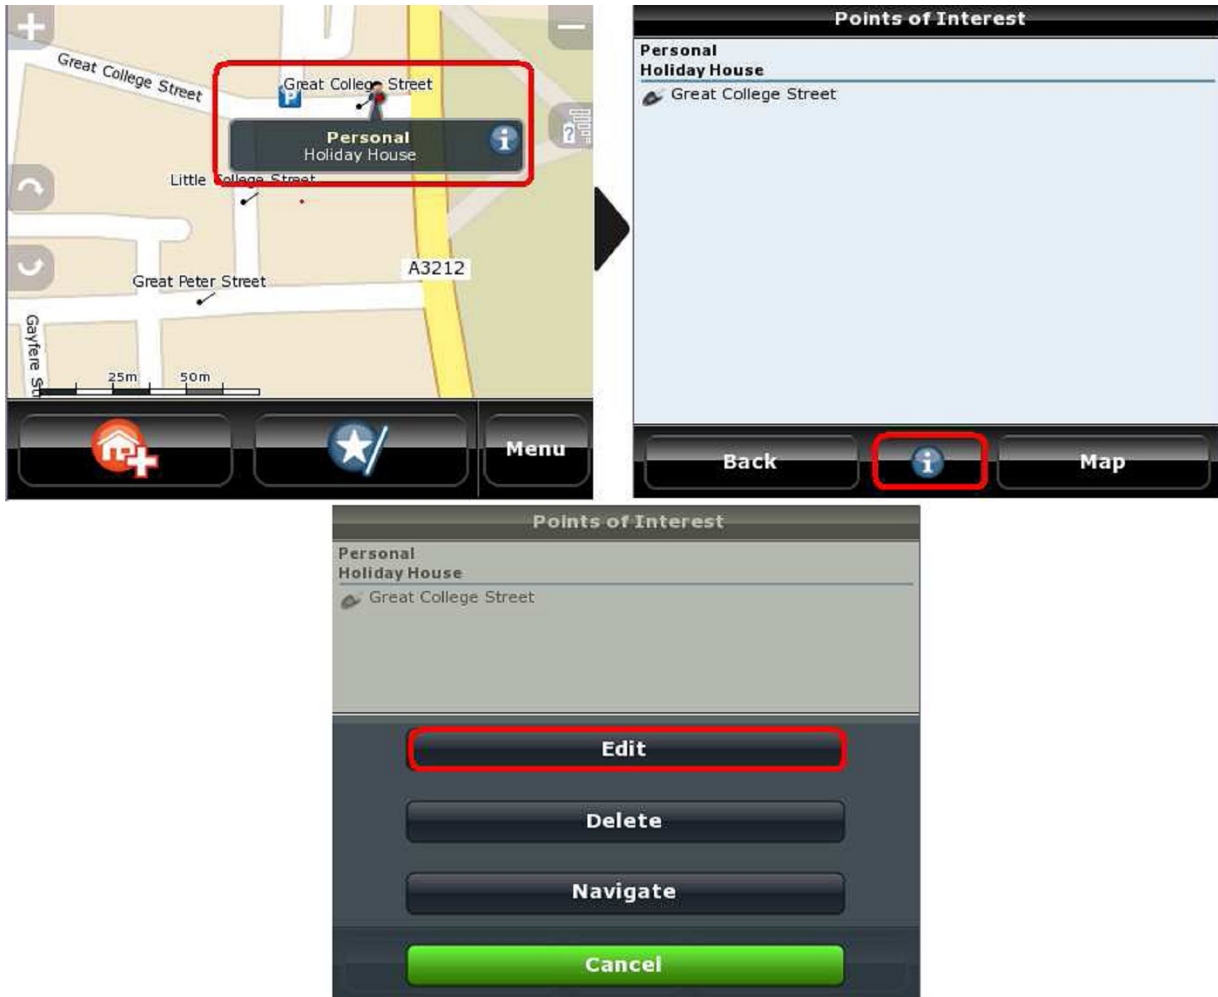 Great College Street
Great College Street
P
Personal
Holiday House
i
?
Little College Street
A3212
Great Peter Street
Gayfere St
25m 50m
Menu
Points of Interest
Personal
Holiday House
Great College Street
Back i Map
Points of Interest
Personal
Holiday House
Great College Street
Edit
Delete
Navigate
Cancel